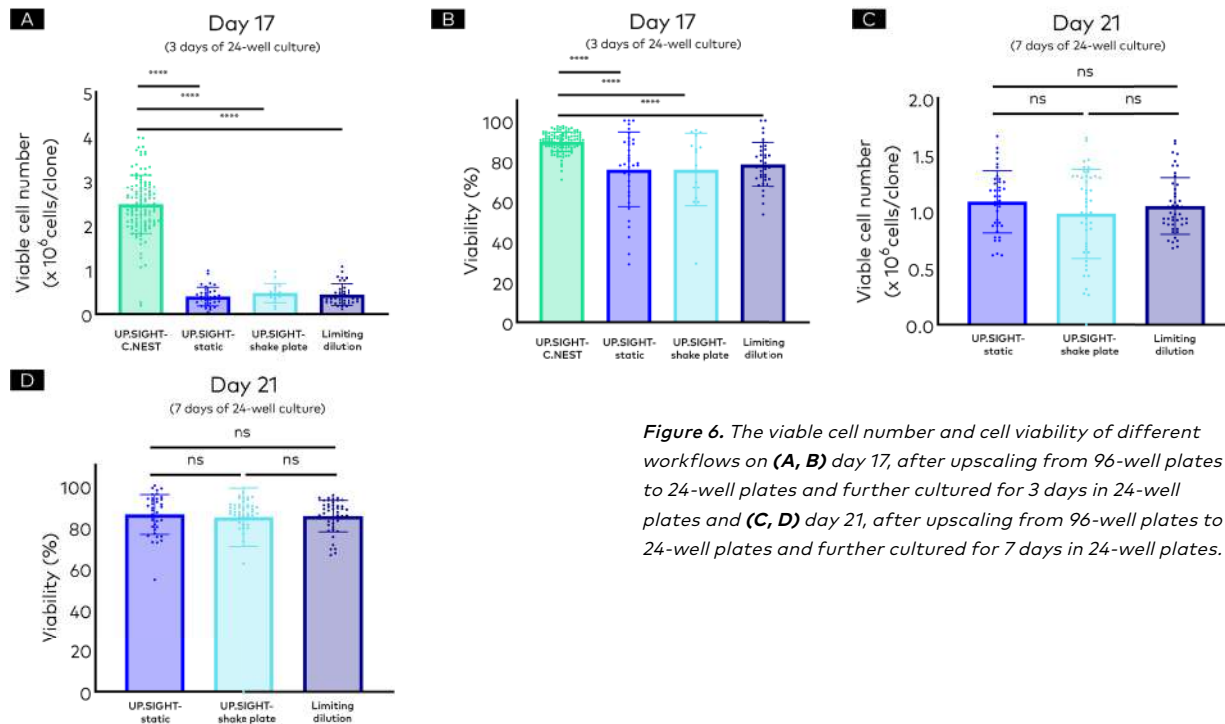 A
Day 17
(3 days of 24-well culture)
****
****
****
Viable cell number
(x 10⁶cells/clone)
5
4
3
2
1
0
UP.SIGHT-
C.NEST
UP.SIGHT-
static
UP.SIGHT-
shake plate
Limiting
dilution
B
Day 17
(3 days of 24-well culture)
****
****
****
Viability (%)
100
80
60
40
20
0
UP.SIGHT-
C.NEST
UP.SIGHT-
static
UP.SIGHT-
shake plate
Limiting
dilution
C
Day 21
(7 days of 24-well culture)
ns
ns
ns
Viable cell number
(x 10⁶cells/clone)
2.0
1.5
1.0
0.5
0.0
UP.SIGHT-
static
UP.SIGHT-
shake plate
Limiting
dilution
D
Day 21
(7 days of 24-well culture)
ns
ns
ns
Viability (%)
100
80
60
40
20
0
UP.SIGHT-
static
UP.SIGHT-
shake plate
Limiting
dilution
Figure 6. The viable cell number and cell viability of different
workflows on (A, B) day 17, after upscaling from 96-well plates
to 24-well plates and further cultured for 3 days in 24-well
plates and (C, D) day 21, after upscaling from 96-well plates to
24-well plates and further cultured for 7 days in 24-well plates.